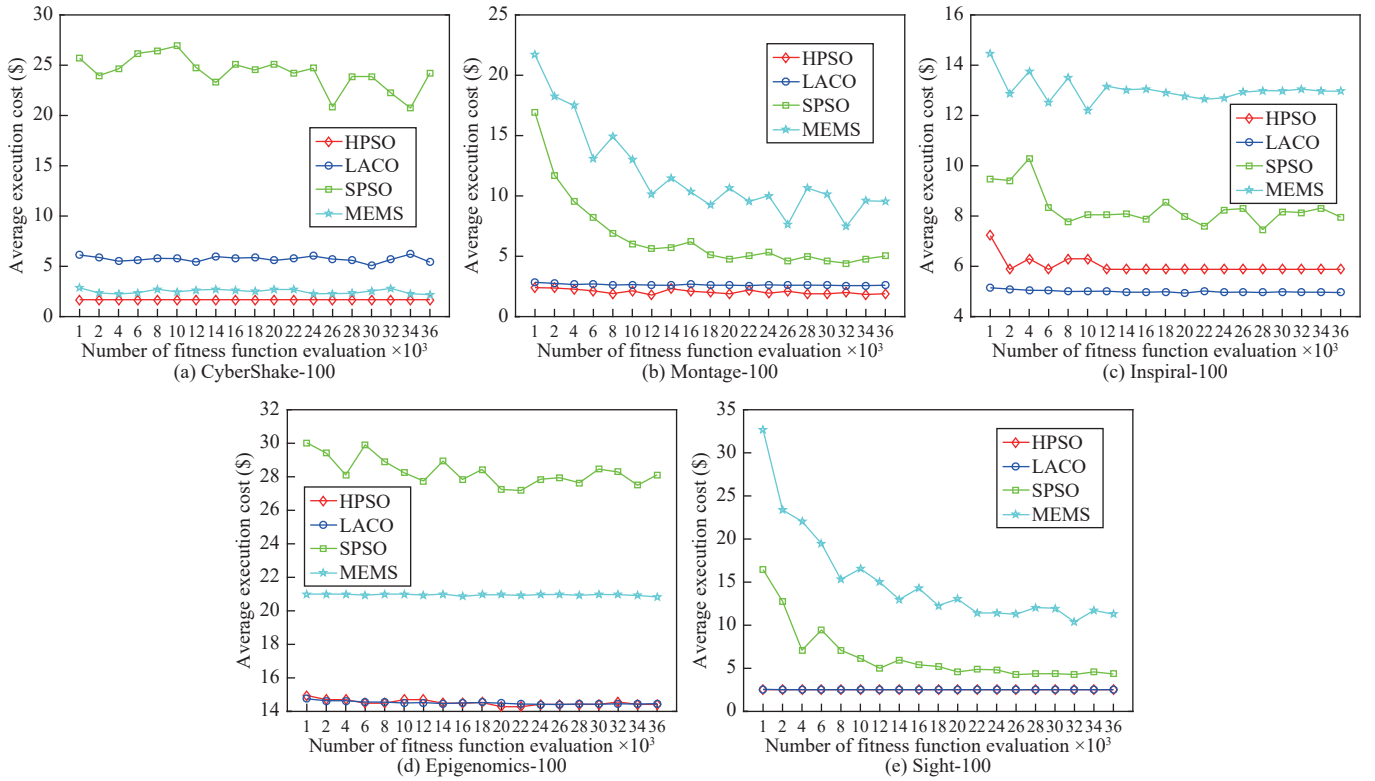 30
25
20
15
10
5
0
Average execution cost ($)
HPSO
LACO
SPSO
MEMS
1 2 4 6 8 10 12 14 16 18 20 22 24 26 28 30 32 34 36
Number of fitness function evaluation ×10³
(a) CyberShake-100
25
20
15
10
5
0
Average execution cost ($)
HPSO
LACO
SPSO
MEMS
1 2 4 6 8 10 12 14 16 18 20 22 24 26 28 30 32 34 36
Number of fitness function evaluation ×10³
(b) Montage-100
16
14
12
10
8
6
4
Average execution cost ($)
HPSO
LACO
SPSO
MEMS
1 2 4 6 8 10 12 14 16 18 20 22 24 26 28 30 32 34 36
Number of fitness function evaluation ×10³
(c) Inspiral-100
32
30
28
26
24
22
20
18
16
14
Average execution cost ($)
HPSO
LACO
SPSO
MEMS
1 2 4 6 8 10 12 14 16 18 20 22 24 26 28 30 32 34 36
Number of fitness function evaluation ×10³
(d) Epigenomics-100
35
30
25
20
15
10
5
0
Average execution cost ($)
HPSO
LACO
SPSO
MEMS
1 2 4 6 8 10 12 14 16 18 20 22 24 26 28 30 32 34 36
Number of fitness function evaluation ×10³
(e) Sight-100